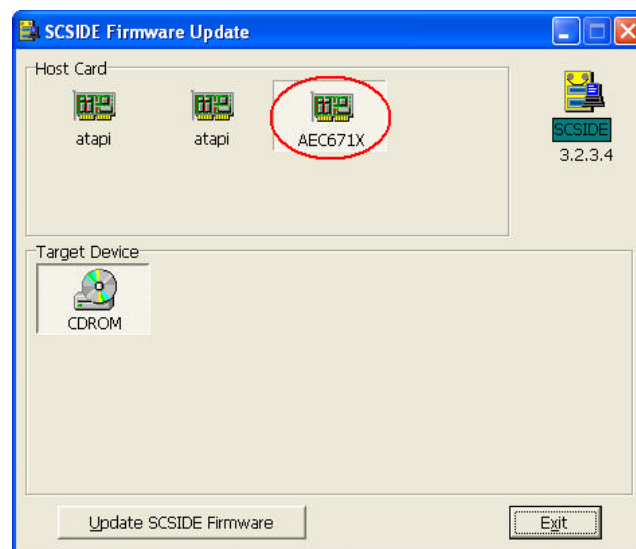 SCSIDE Firmware Update
Host Card
atapi
atapi
AEC671X
SCSIDE
3.2.3.4
Target Device
CDROM
Update SCSIDE Firmware
Exit